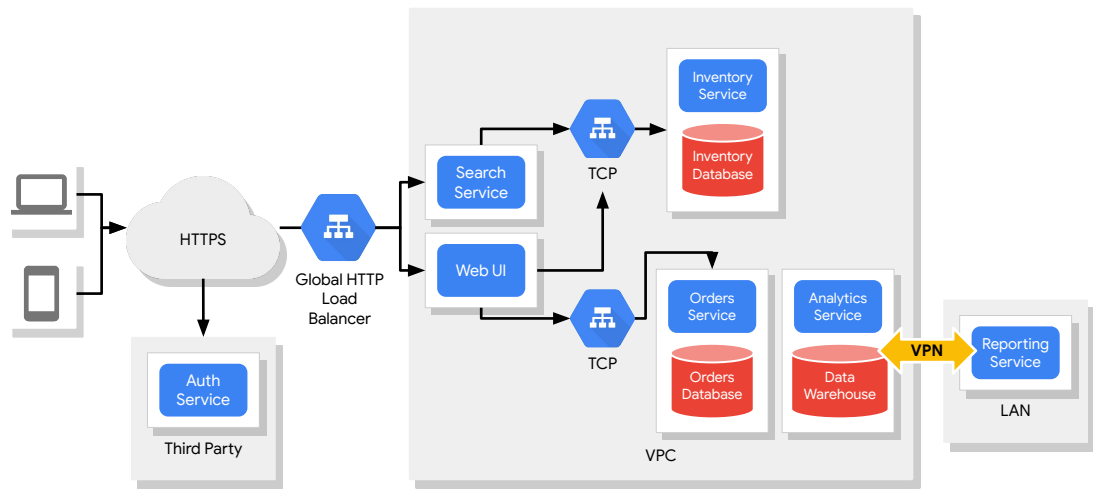 HTTPS
Global HTTP
Load
Balancer
Auth
Service
Third Party
Search
Service
Web UI
TCP
TCP
Inventory
Service
Inventory
Database
Orders
Service
Orders
Database
Analytics
Service
Data
Warehouse
VPC
VPN
Reporting
Service
LAN